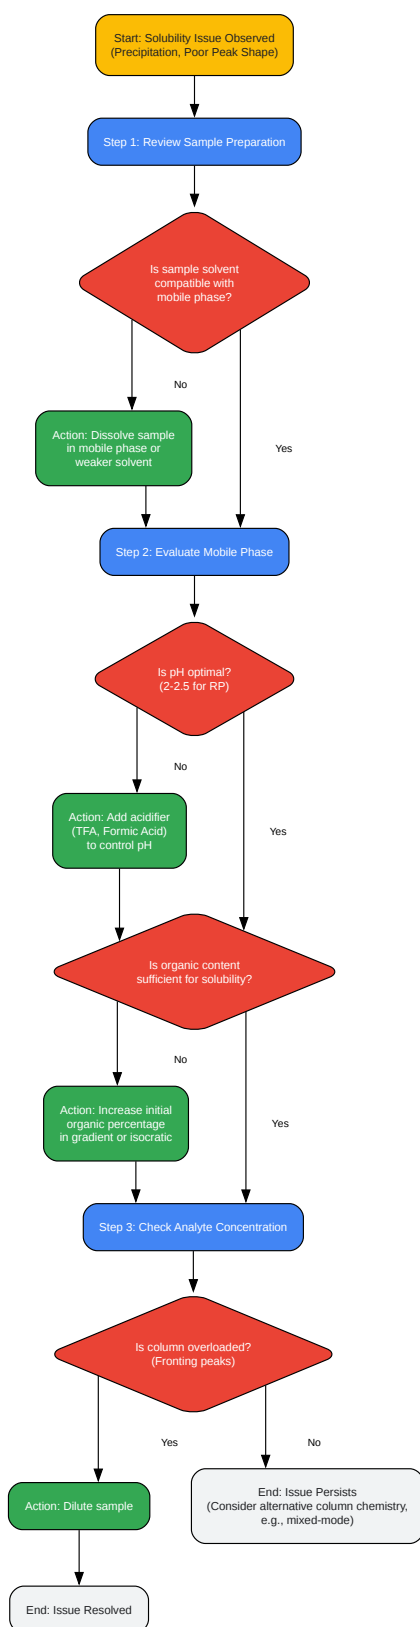 Start: Solubility Issue Observed
(Precipitation, Poor Peak Shape)
Step 1: Review Sample Preparation
Is sample solvent
compatible with
mobile phase?
No
Action: Dissolve sample
in mobile phase or
weaker solvent
Yes
Step 2: Evaluate Mobile Phase
Is pH optimal?
(2-2.5 for RP)
No
Action: Add acidifier
(TFA, Formic Acid)
to control pH
Yes
Is organic content
sufficient for solubility?
No
Action: Increase initial
organic percentage
in gradient or isocratic
Yes
Step 3: Check Analyte Concentration
Is column overloaded?
(Fronting peaks)
Yes
No
Action: Dilute sample
End: Issue Persists
(Consider alternative column chemistry,
e.g., mixed-mode)
End: Issue Resolved